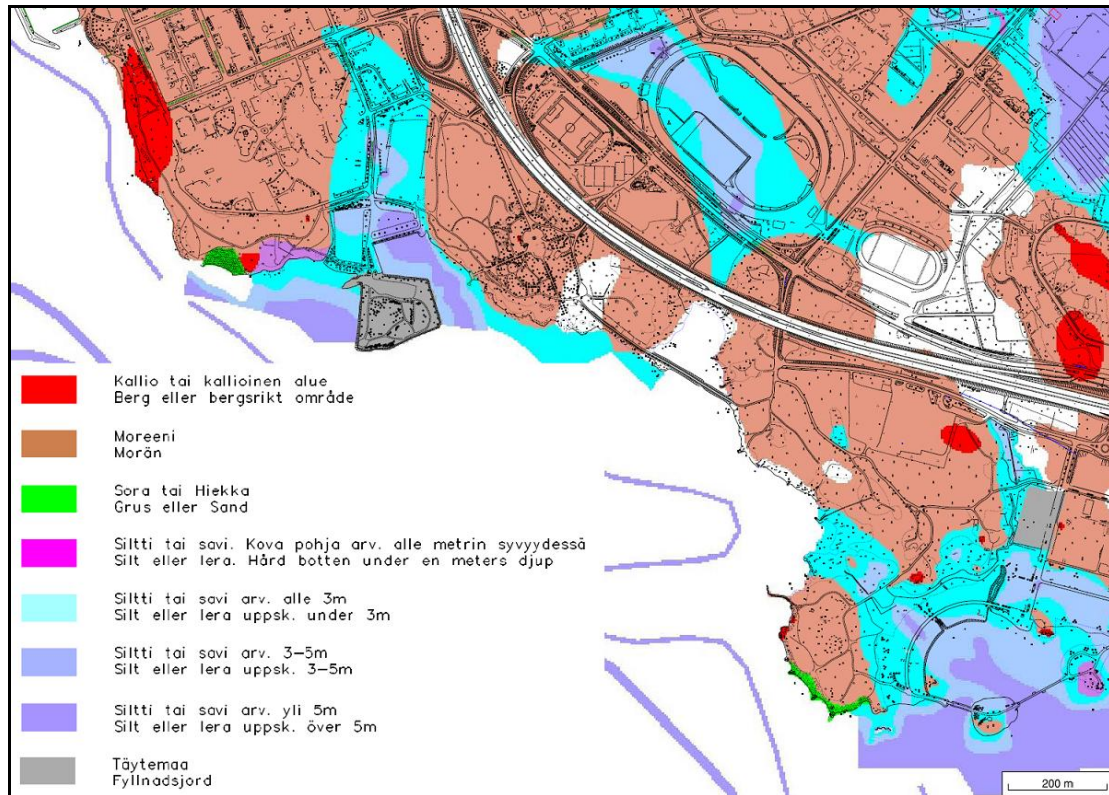 Kallio tai kallioinen alue
Berg eller bergsrikt område
Moreeni
Morän
Sora tai Hiekka
Grus eller Sand
Siltti tai savi. Kova pohja arv. alle metrin syvyydessä
Silt eller lera. Hård botten under en meters djup
Siltti tai savi arv. alle 3m
Silt eller lera uppsk. under 3m
Siltti tai savi arv. 3-5m
Silt eller lera uppsk. 3-5m
Siltti tai savi arv. yli 5m
Silt eller lera uppsk. över 5m
Täytemaa
Fyllnadsjord
200 m